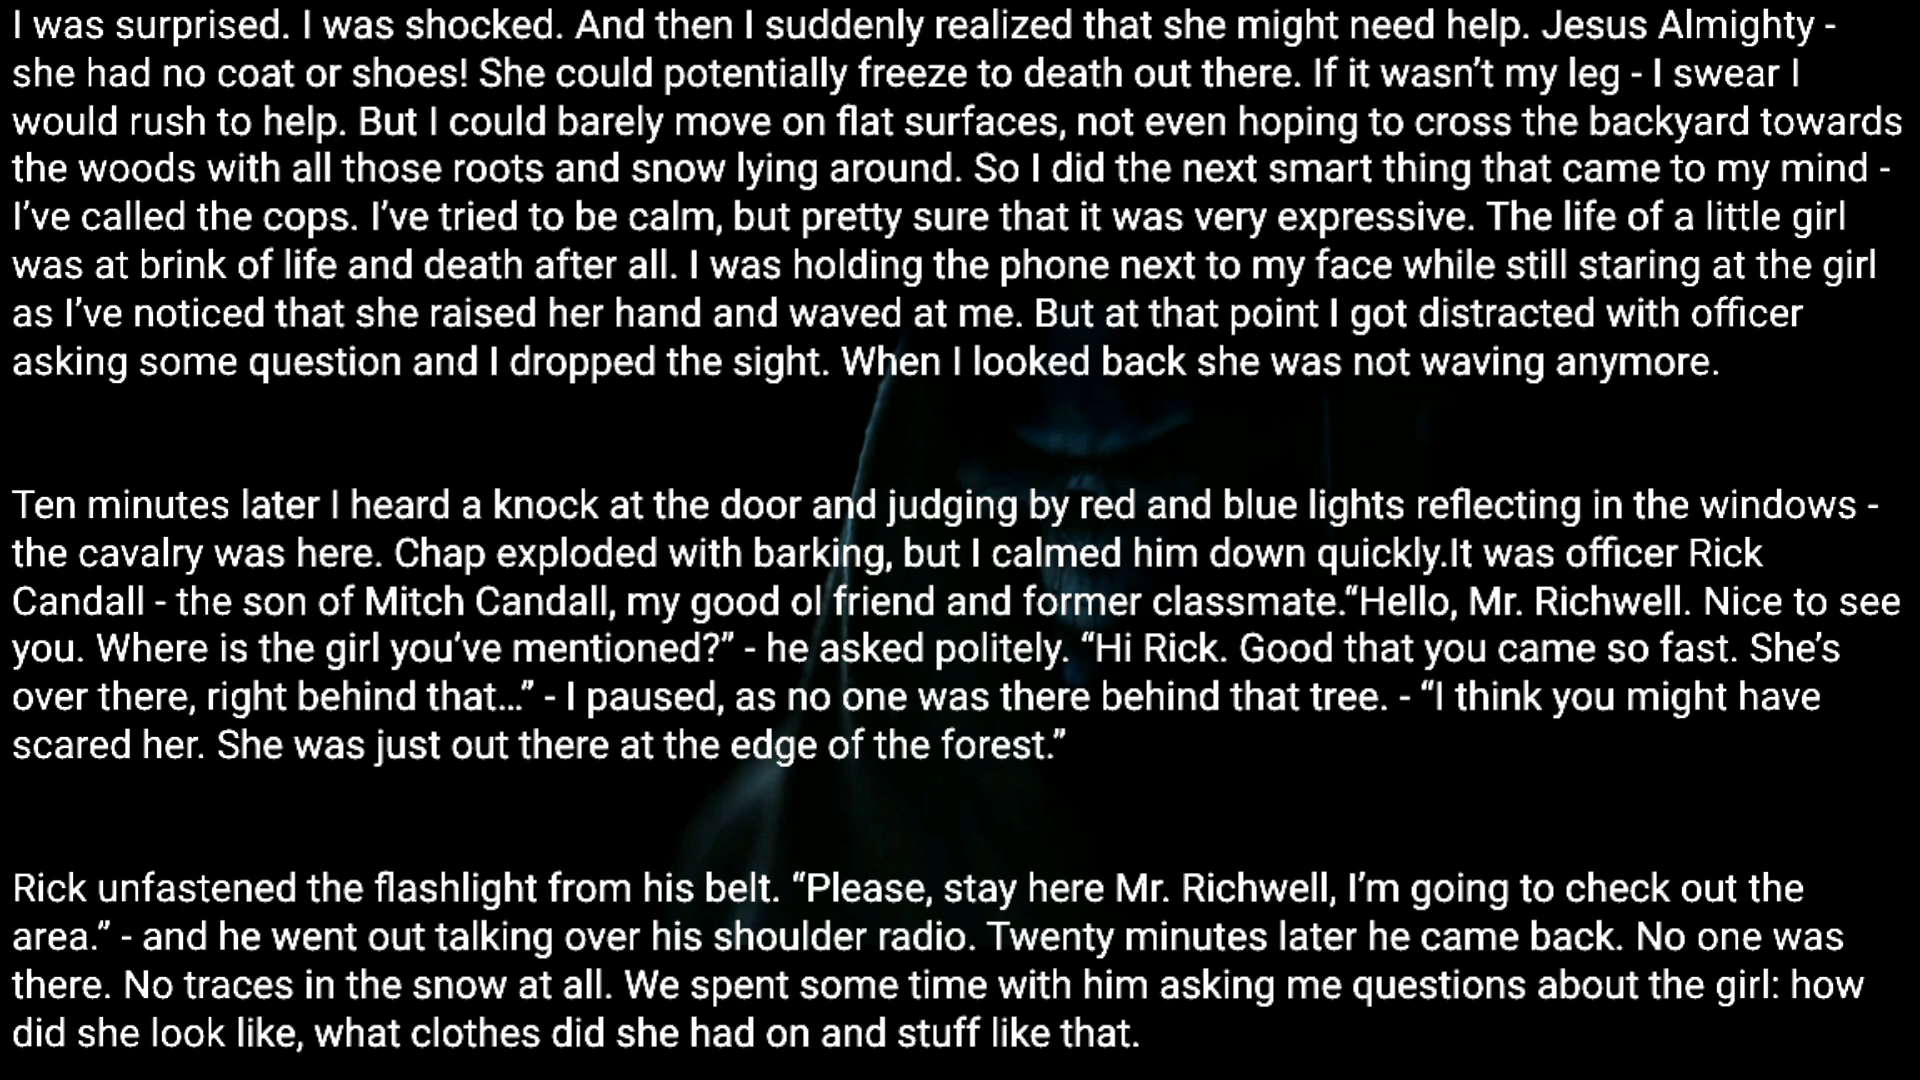 I was surprised. I was shocked. And then I suddenly realized that she might need help. Jesus Almighty -
she had no coat or shoes! She could potentially freeze to death out there. If it wasn’t my leg - I swear I
would rush to help. But I could barely move on flat surfaces, not even hoping to cross the backyard towards
the woods with all those roots and snow lying around. So I did the next smart thing that came to my mind -
I’ve called the cops. I’ve tried to be calm, but pretty sure that it was very expressive. The life of a little girl
was at brink of life and death after all. I was holding the phone next to my face while still staring at the girl
as I’ve noticed that she raised her hand and waved at me. But at that point I got distracted with officer
asking some question and I dropped the sight. When I looked back she was not waving anymore.
Ten minutes later I heard a knock at the door and judging by red and blue lights reflecting in the windows -
the cavalry was here. Chap exploded with barking, but I calmed him down quickly.It was officer Rick
Candall - the son of Mitch Candall, my good ol friend and former classmate.“Hello, Mr. Richwell. Nice to see
you. Where is the girl you’ve mentioned?” - he asked politely. “Hi Rick. Good that you came so fast. She’s
over there, right behind that…” - I paused, as no one was there behind that tree. - “I think you might have
scared her. She was just out there at the edge of the forest.”
Rick unfastened the flashlight from his belt. “Please, stay here Mr. Richwell, I’m going to check out the
area.” - and he went out talking over his shoulder radio. Twenty minutes later he came back. No one was
there. No traces in the snow at all. We spent some time with him asking me questions about the girl: how
did she look like, what clothes did she had on and stuff like that.